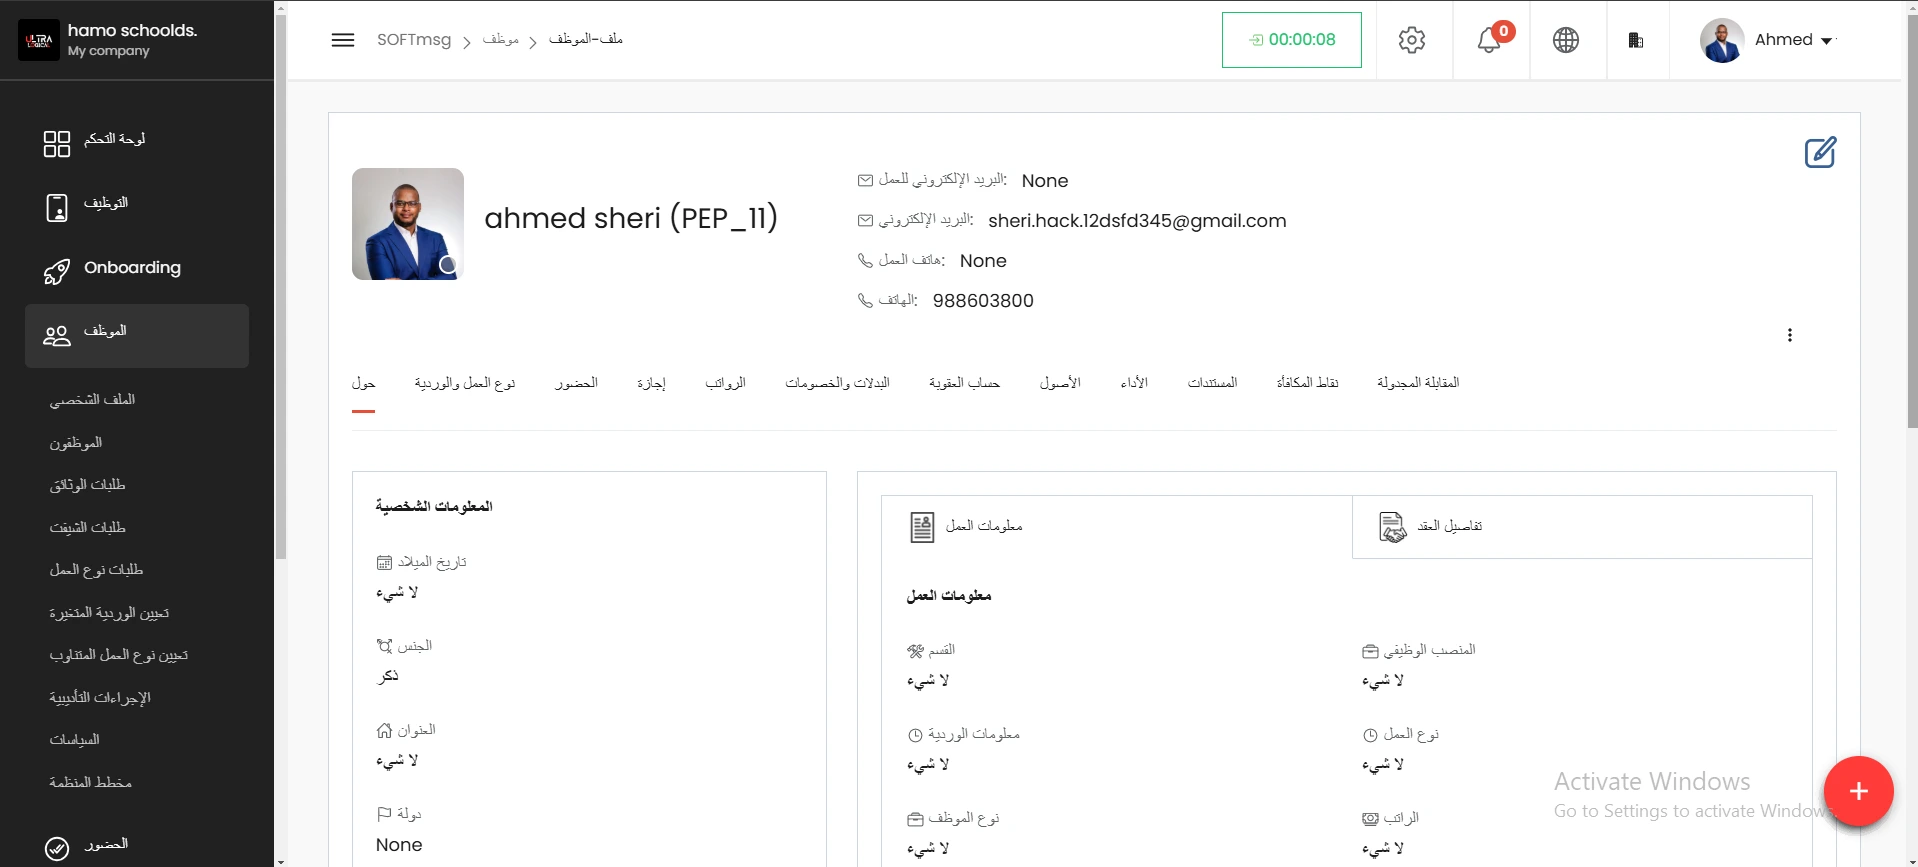 hamo schoolds.
My company
لوحة التحكم
التوظيف
Onboarding
الموظف
الملف الشخصي
الموظفون
طلبات الوثائق
طلبات الشيفت
طلبات نوع العمل
تعيين الوردية المتغيرة
تعيين نوع العمل المتناوب
الإجراءات التأديبية
السياسات
مخطط المنظمة
الحضور
SOFTmsg > موظف > ملف-الموظف
00:00:08
0
Ahmed
ahmed sheri (PEP_11)
البريد الإلكتروني للعمل: None
البريد الإلكتروني: sheri.hack.12dsfd345@gmail.com
هاتف العمل: None
الهاتف: 988603800
حول
نوع العمل والوردية
الحضور
إجازة
الرواتب
البدلات والخصومات
حساب العقوبة
الأصول
الأداء
المستندات
نقاط المكافأة
المقابلة المجدولة
المعلومات الشخصية
تاريخ الميلاد
لا شيء
الجنس
ذكر
العنوان
لا شيء
دولة
None
معلومات العمل
تفاصيل العقد
معلومات العمل
القسم
لا شيء
المنصب الوظيفي
لا شيء
معلومات الوردية
لا شيء
نوع العمل
لا شيء
نوع الموظف
لا شيء
الراتب
لا شيء
Activate Windows
Go to Settings to activate Windows.